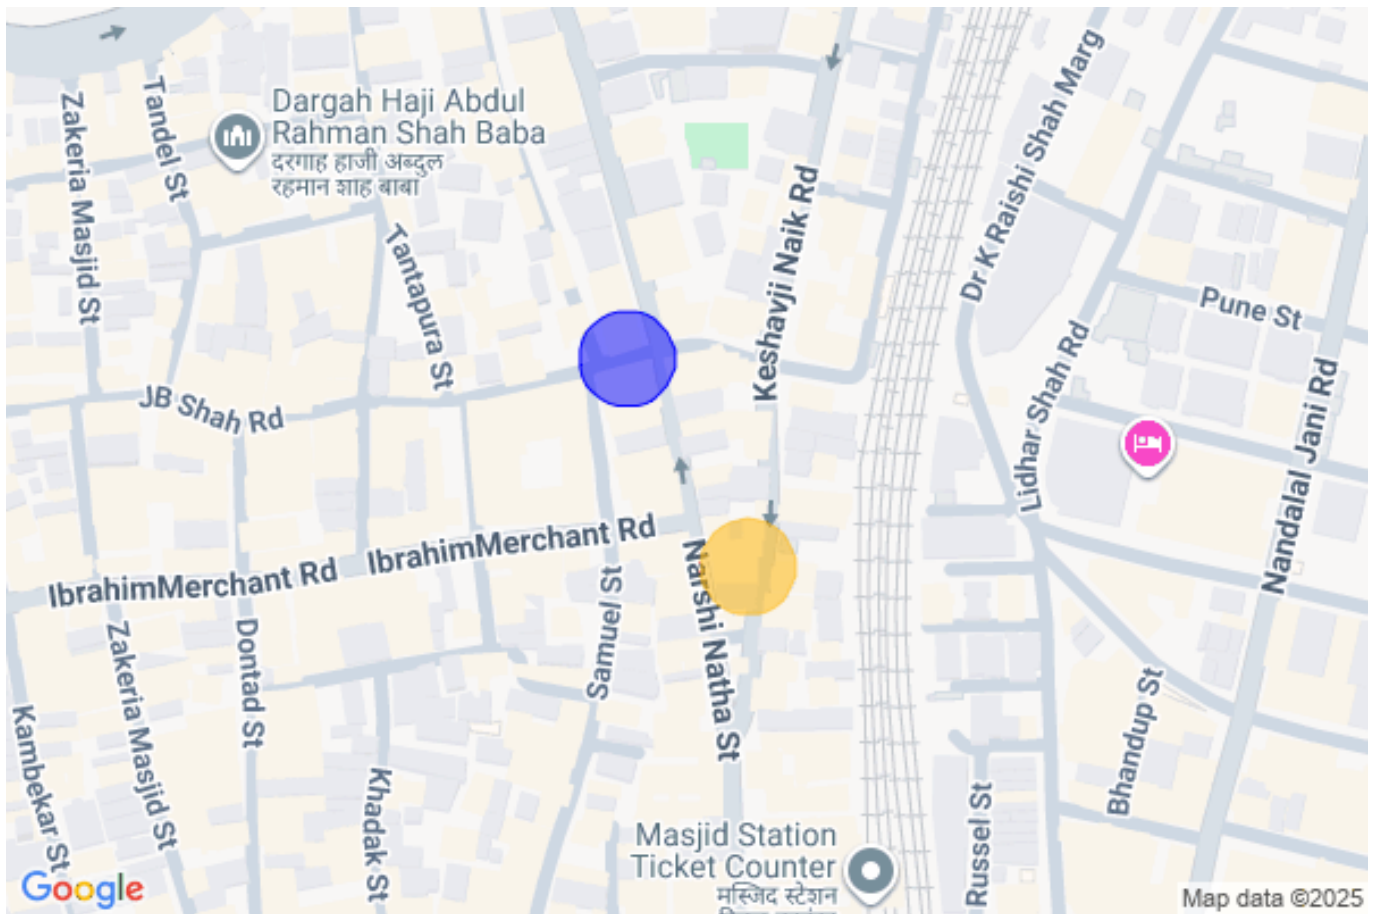 Tandel St
Zakeria Masjid St
Dargah Haji Abdul
Rahman Shah Baba
दरगाह हाजी अब्दुल
रहमान शाह बाबा
Tantapura St
JB Shah Rd
Keshavji Naik Rd
Dr K Raishi Shah Marg
Pune St
Lidhar Shah Rd
Nandalal Jani Rd
IbrahimMerchant Rd
IbrahimMerchant Rd
Narshi Natha St
Samuel St
Zakeria Masjid St
Dontad St
Kambekar St
Khadak St
Bhandup St
Russel St
Masjid Station
Ticket Counter
मस्जिद स्टेशन
Google
Map data ©2025